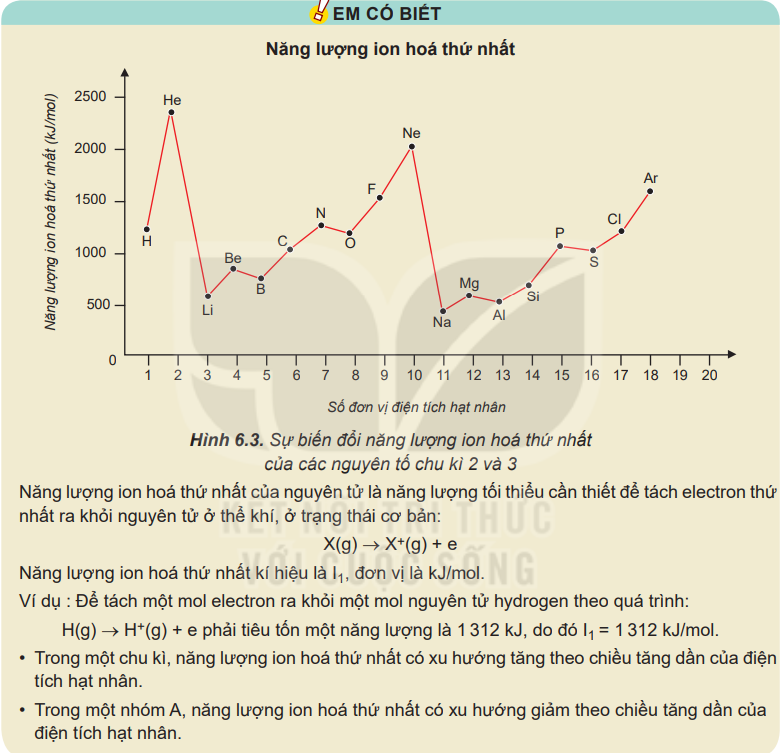 EM CÓ BIẾT
Năng lượng ion hoá thứ nhất
Năng lượng ion hoá thứ nhất (kJ/mol)
2500
2000
1500
1000
500
0
H
He
Li
Be
B
C
N
O
F
Ne
Na
Mg
Al
Si
P
S
Cl
Ar
1 2 3 4 5 6 7 8 9 10 11 12 13 14 15 16 17 18 19 20
Số đơn vị điện tích hạt nhân
Hình 6.3. Sự biến đổi năng lượng ion hoá thứ nhất
của các nguyên tố chu kì 2 và 3
Năng lượng ion hoá thứ nhất của nguyên tử là năng lượng tối thiểu cần thiết để tách electron thứ
nhất ra khỏi nguyên tử ở thể khí, ở trạng thái cơ bản:
X(g) → X⁺(g) + e
Năng lượng ion hoá thứ nhất kí hiệu là I₁, đơn vị là kJ/mol.
Ví dụ : Để tách một mol electron ra khỏi một mol nguyên tử hydrogen theo quá trình:
H(g) → H⁺(g) + e phải tiêu tốn một năng lượng là 1 312 kJ, do đó I₁ = 1 312 kJ/mol.
• Trong một chu kì, năng lượng ion hoá thứ nhất có xu hướng tăng theo chiều tăng dần của điện
tích hạt nhân.
• Trong một nhóm A, năng lượng ion hoá thứ nhất có xu hướng giảm theo chiều tăng dần của
điện tích hạt nhân.
KẾT NỐI TRI THỨC
VỚI CUỘC SỐNG